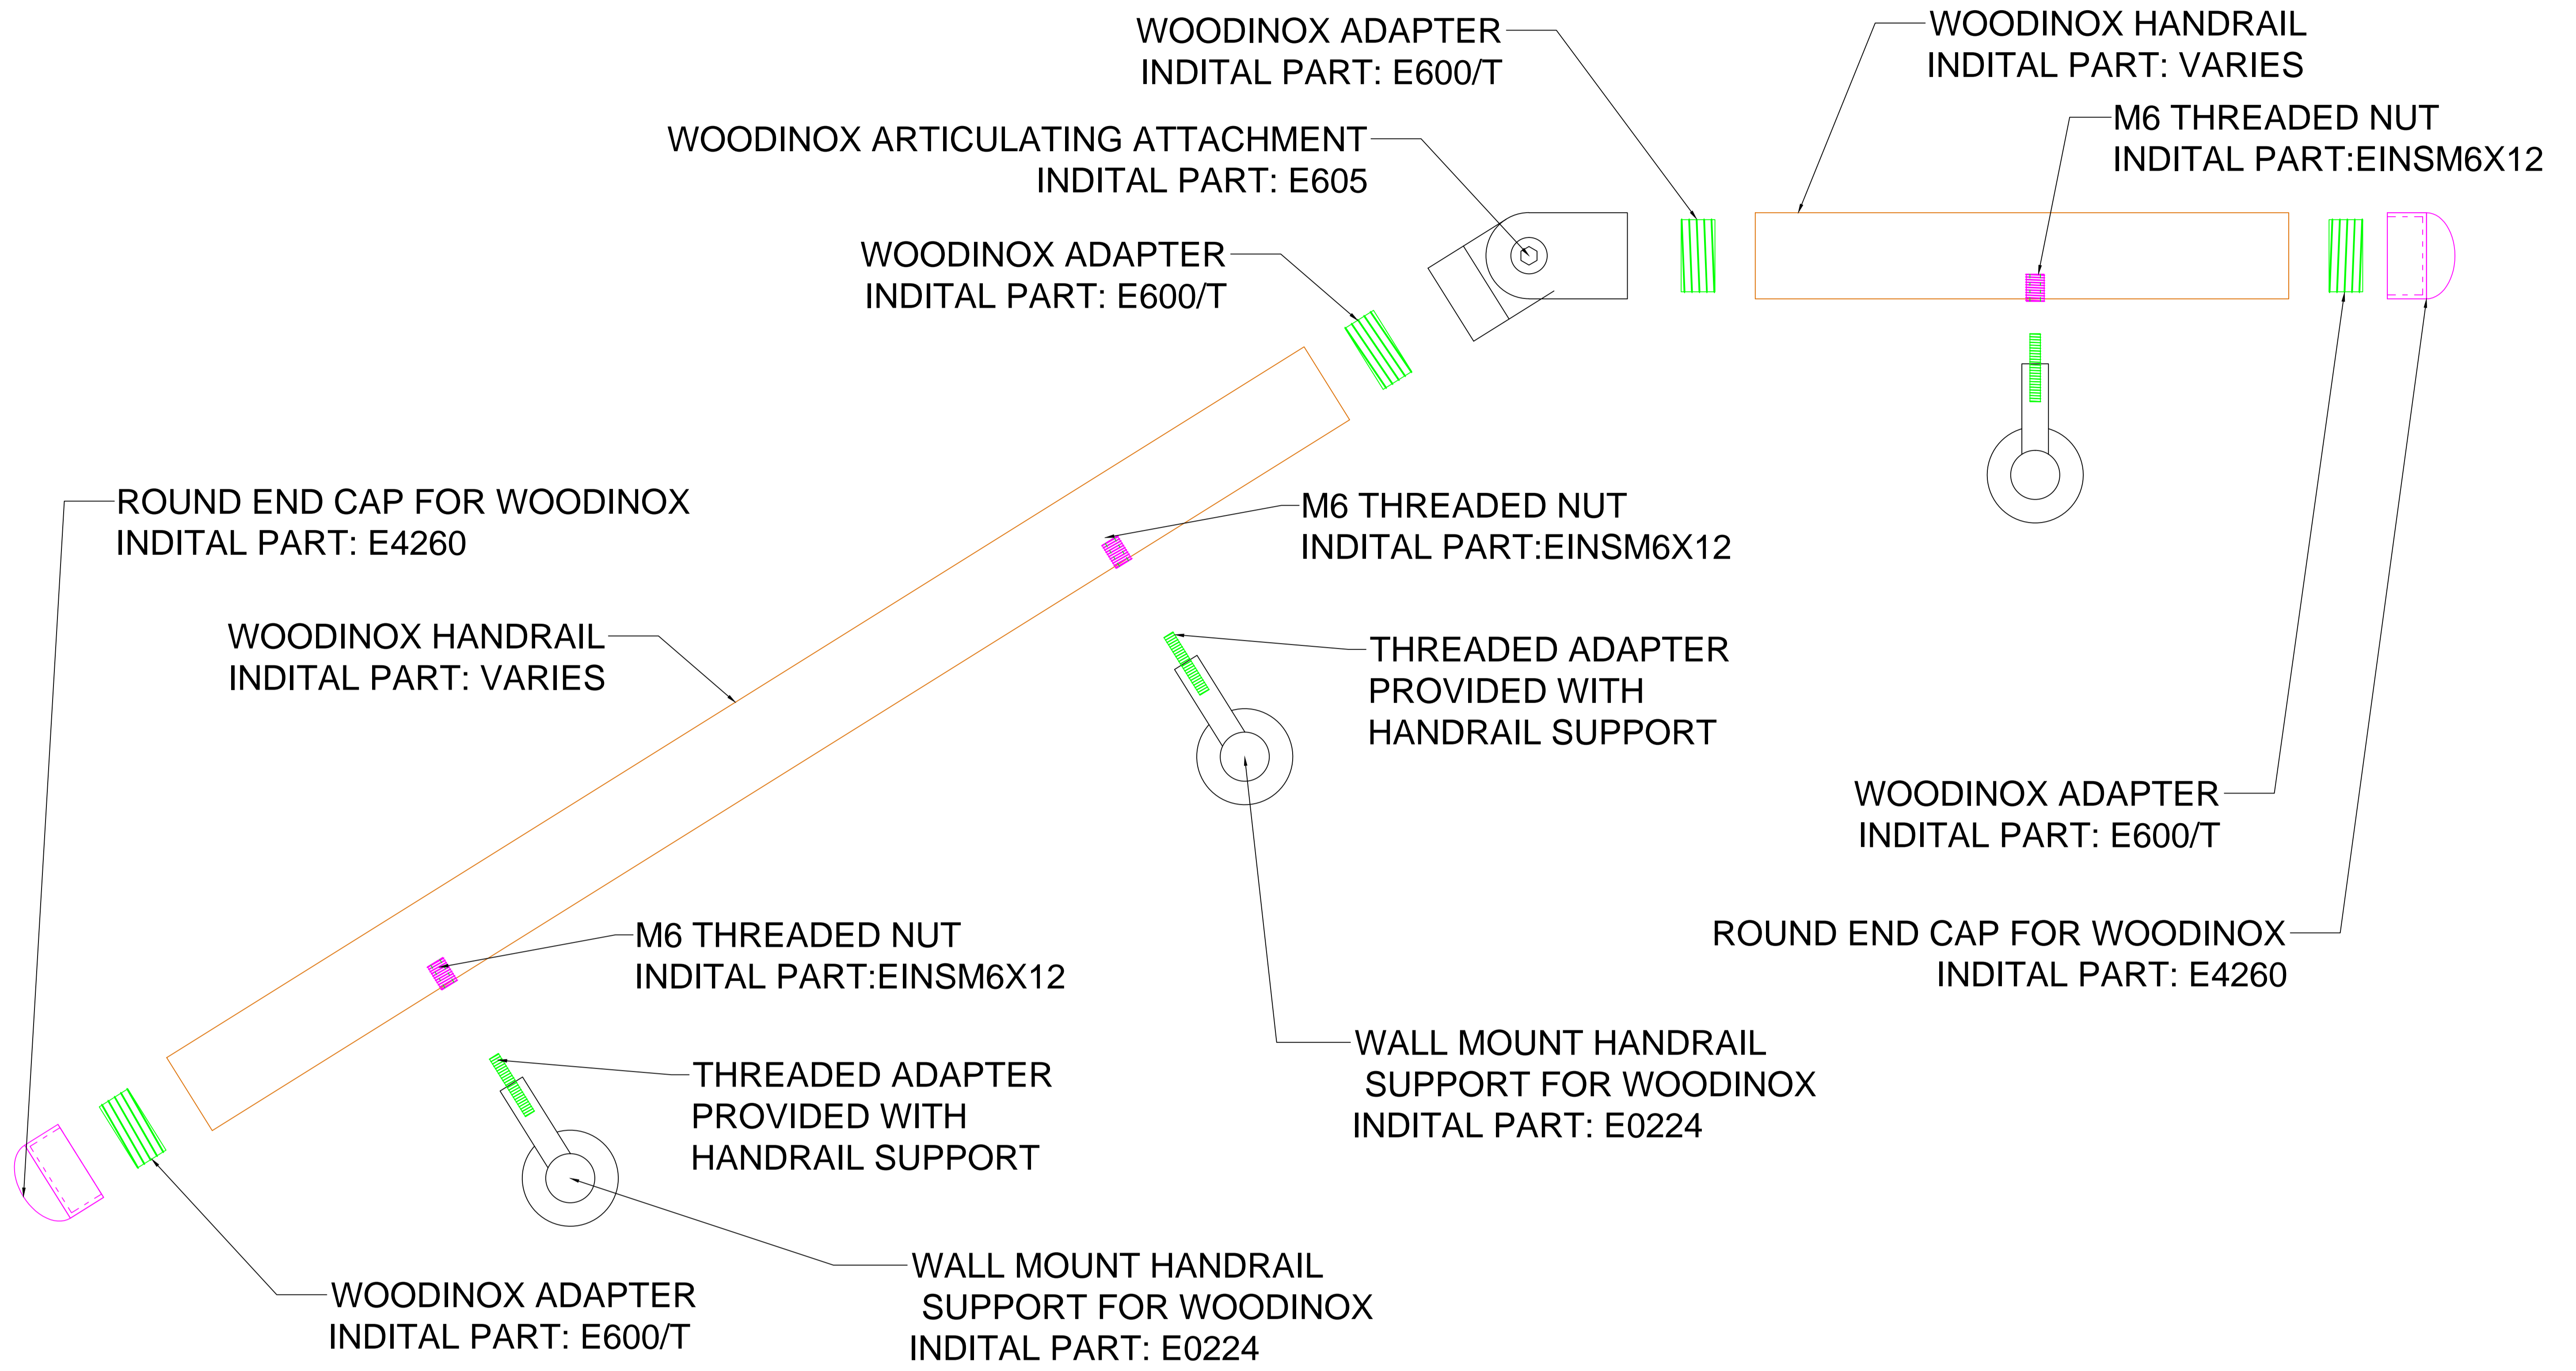 WOODINOX ADAPTER
INDITAL PART: E600/T
WOODINOX HANDRAIL
INDITAL PART: VARIES
M6 THREADED NUT
INDITAL PART:EINSM6X12
WOODINOX ARTICULATING ATTACHMENT
INDITAL PART: E605
WOODINOX ADAPTER
INDITAL PART: E600/T
ROUND END CAP FOR WOODINOX
INDITAL PART: E4260
M6 THREADED NUT
INDITAL PART:EINSM6X12
WOODINOX HANDRAIL
INDITAL PART: VARIES
THREADED ADAPTER
PROVIDED WITH
HANDRAIL SUPPORT
WOODINOX ADAPTER
INDITAL PART: E600/T
M6 THREADED NUT
INDITAL PART:EINSM6X12
ROUND END CAP FOR WOODINOX
INDITAL PART: E4260
THREADED ADAPTER
PROVIDED WITH
HANDRAIL SUPPORT
WALL MOUNT HANDRAIL
SUPPORT FOR WOODINOX
INDITAL PART: E0224
WOODINOX ADAPTER
INDITAL PART: E600/T
WALL MOUNT HANDRAIL
SUPPORT FOR WOODINOX
INDITAL PART: E0224